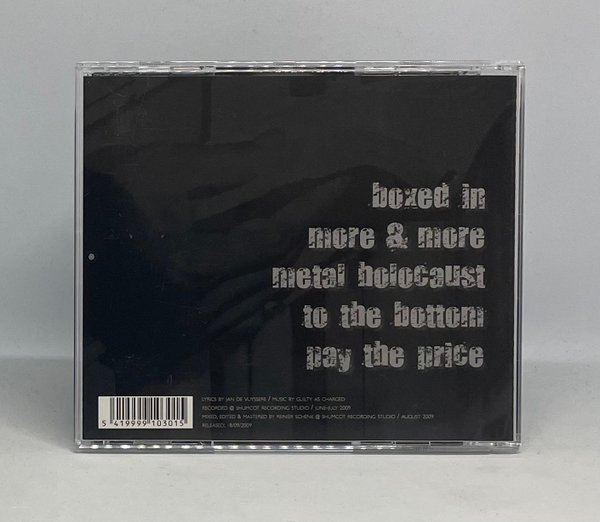 boxed in
more & more
metal holocaust
to the bottom
pay the price
LYRICS BY JAN DE VUYSSERE / MUSIC BY GUILTY AS CHARGED
RECORDED @ SHUMCOT RECORDING STUDIO / JUNE-JULY 2009
MIXED, EDITED & MASTERED BY REINIER SCHENK @ SHUMCOT RECORDING STUDIO / AUGUST 2009
RELEASED: 18/09/2009
5 419999 103015